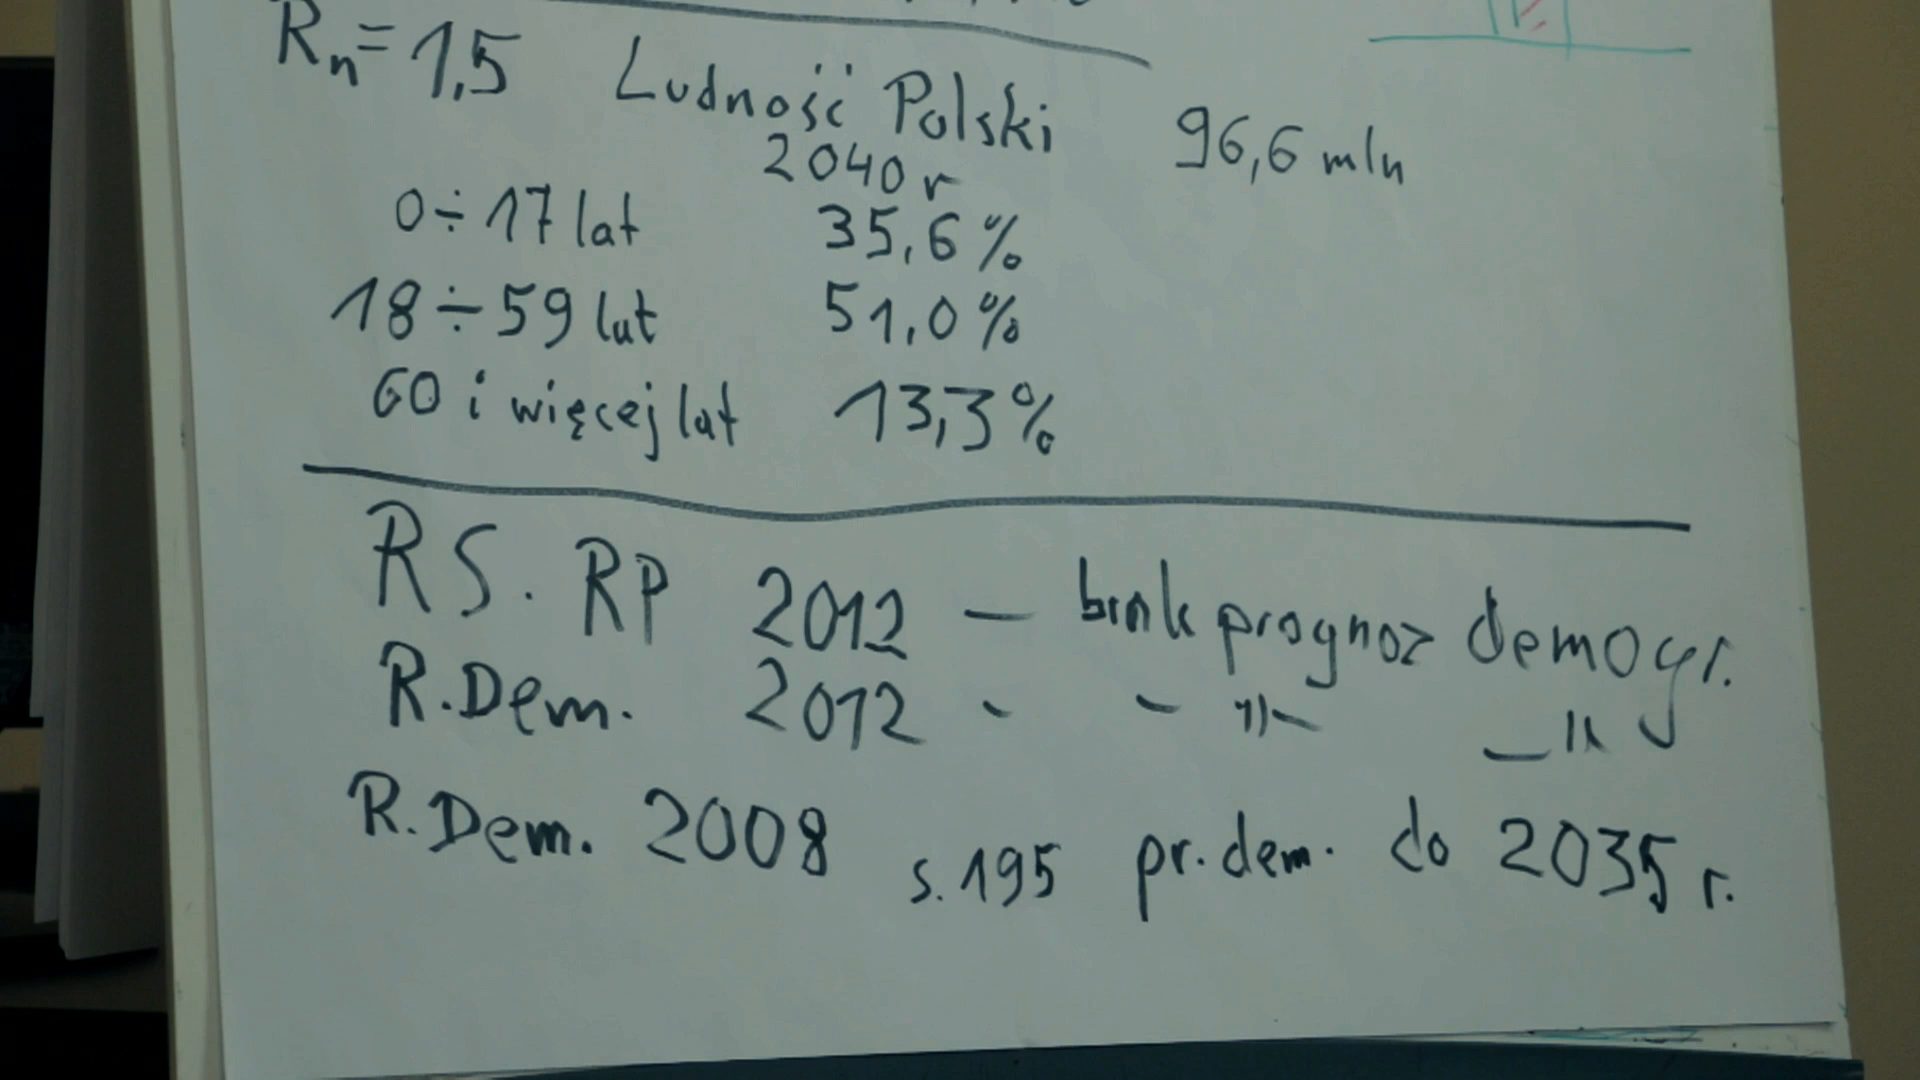 Rn = 1,5 Ludność Polski 96,6 mln
2040 r
0 ÷ 17 lat 35,6 %
18 ÷ 59 lat 51,0 %
60 i więcej lat 13,3 %
RS. RP 2012 — brak prognoz demogr.
R. Dem. 2012 - - " - — " -
R. Dem. 2008 s. 195 pr. dem. do 2035 r.